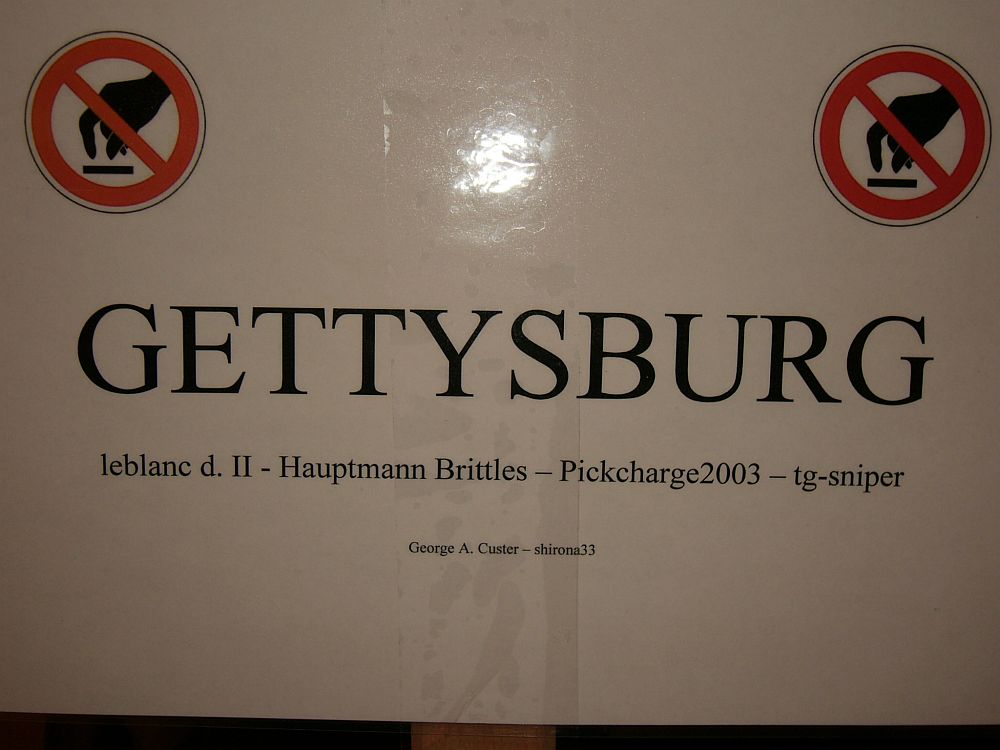 GETTYSBURG
leblanc d. II - Hauptmann Brittles – Pickcharge2003 – tg-sniper
George A. Custer – shirona33